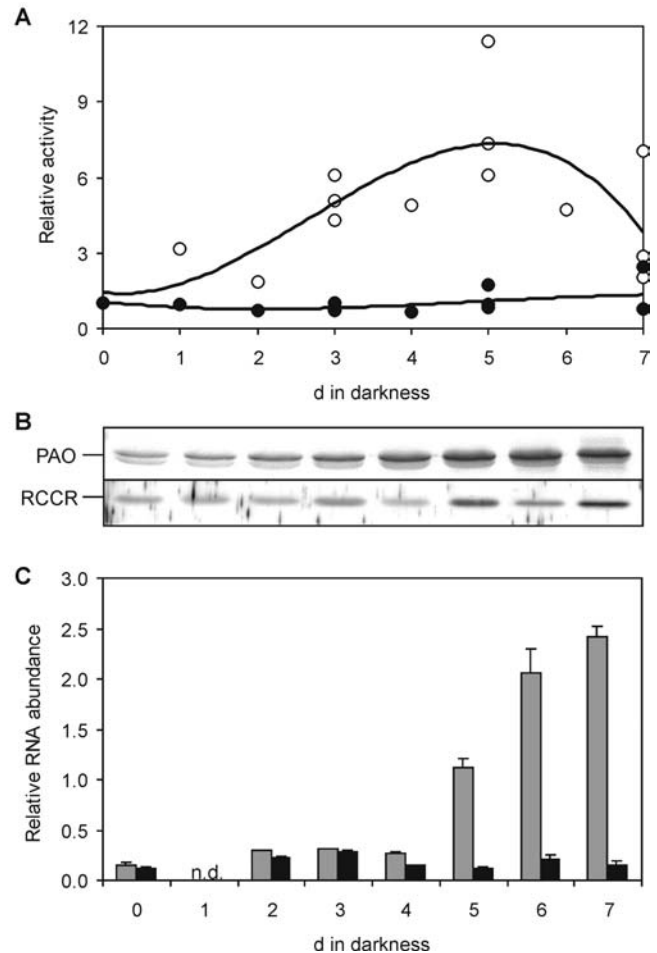 A
12
9
6
3
0
Relative activity
0 1 2 3 4 5 6 7
d in darkness
B
PAO
RCCR
C
3.0
2.5
2.0
1.5
1.0
0.5
0.0
Relative RNA abundance
n.d.
0 1 2 3 4 5 6 7
d in darkness